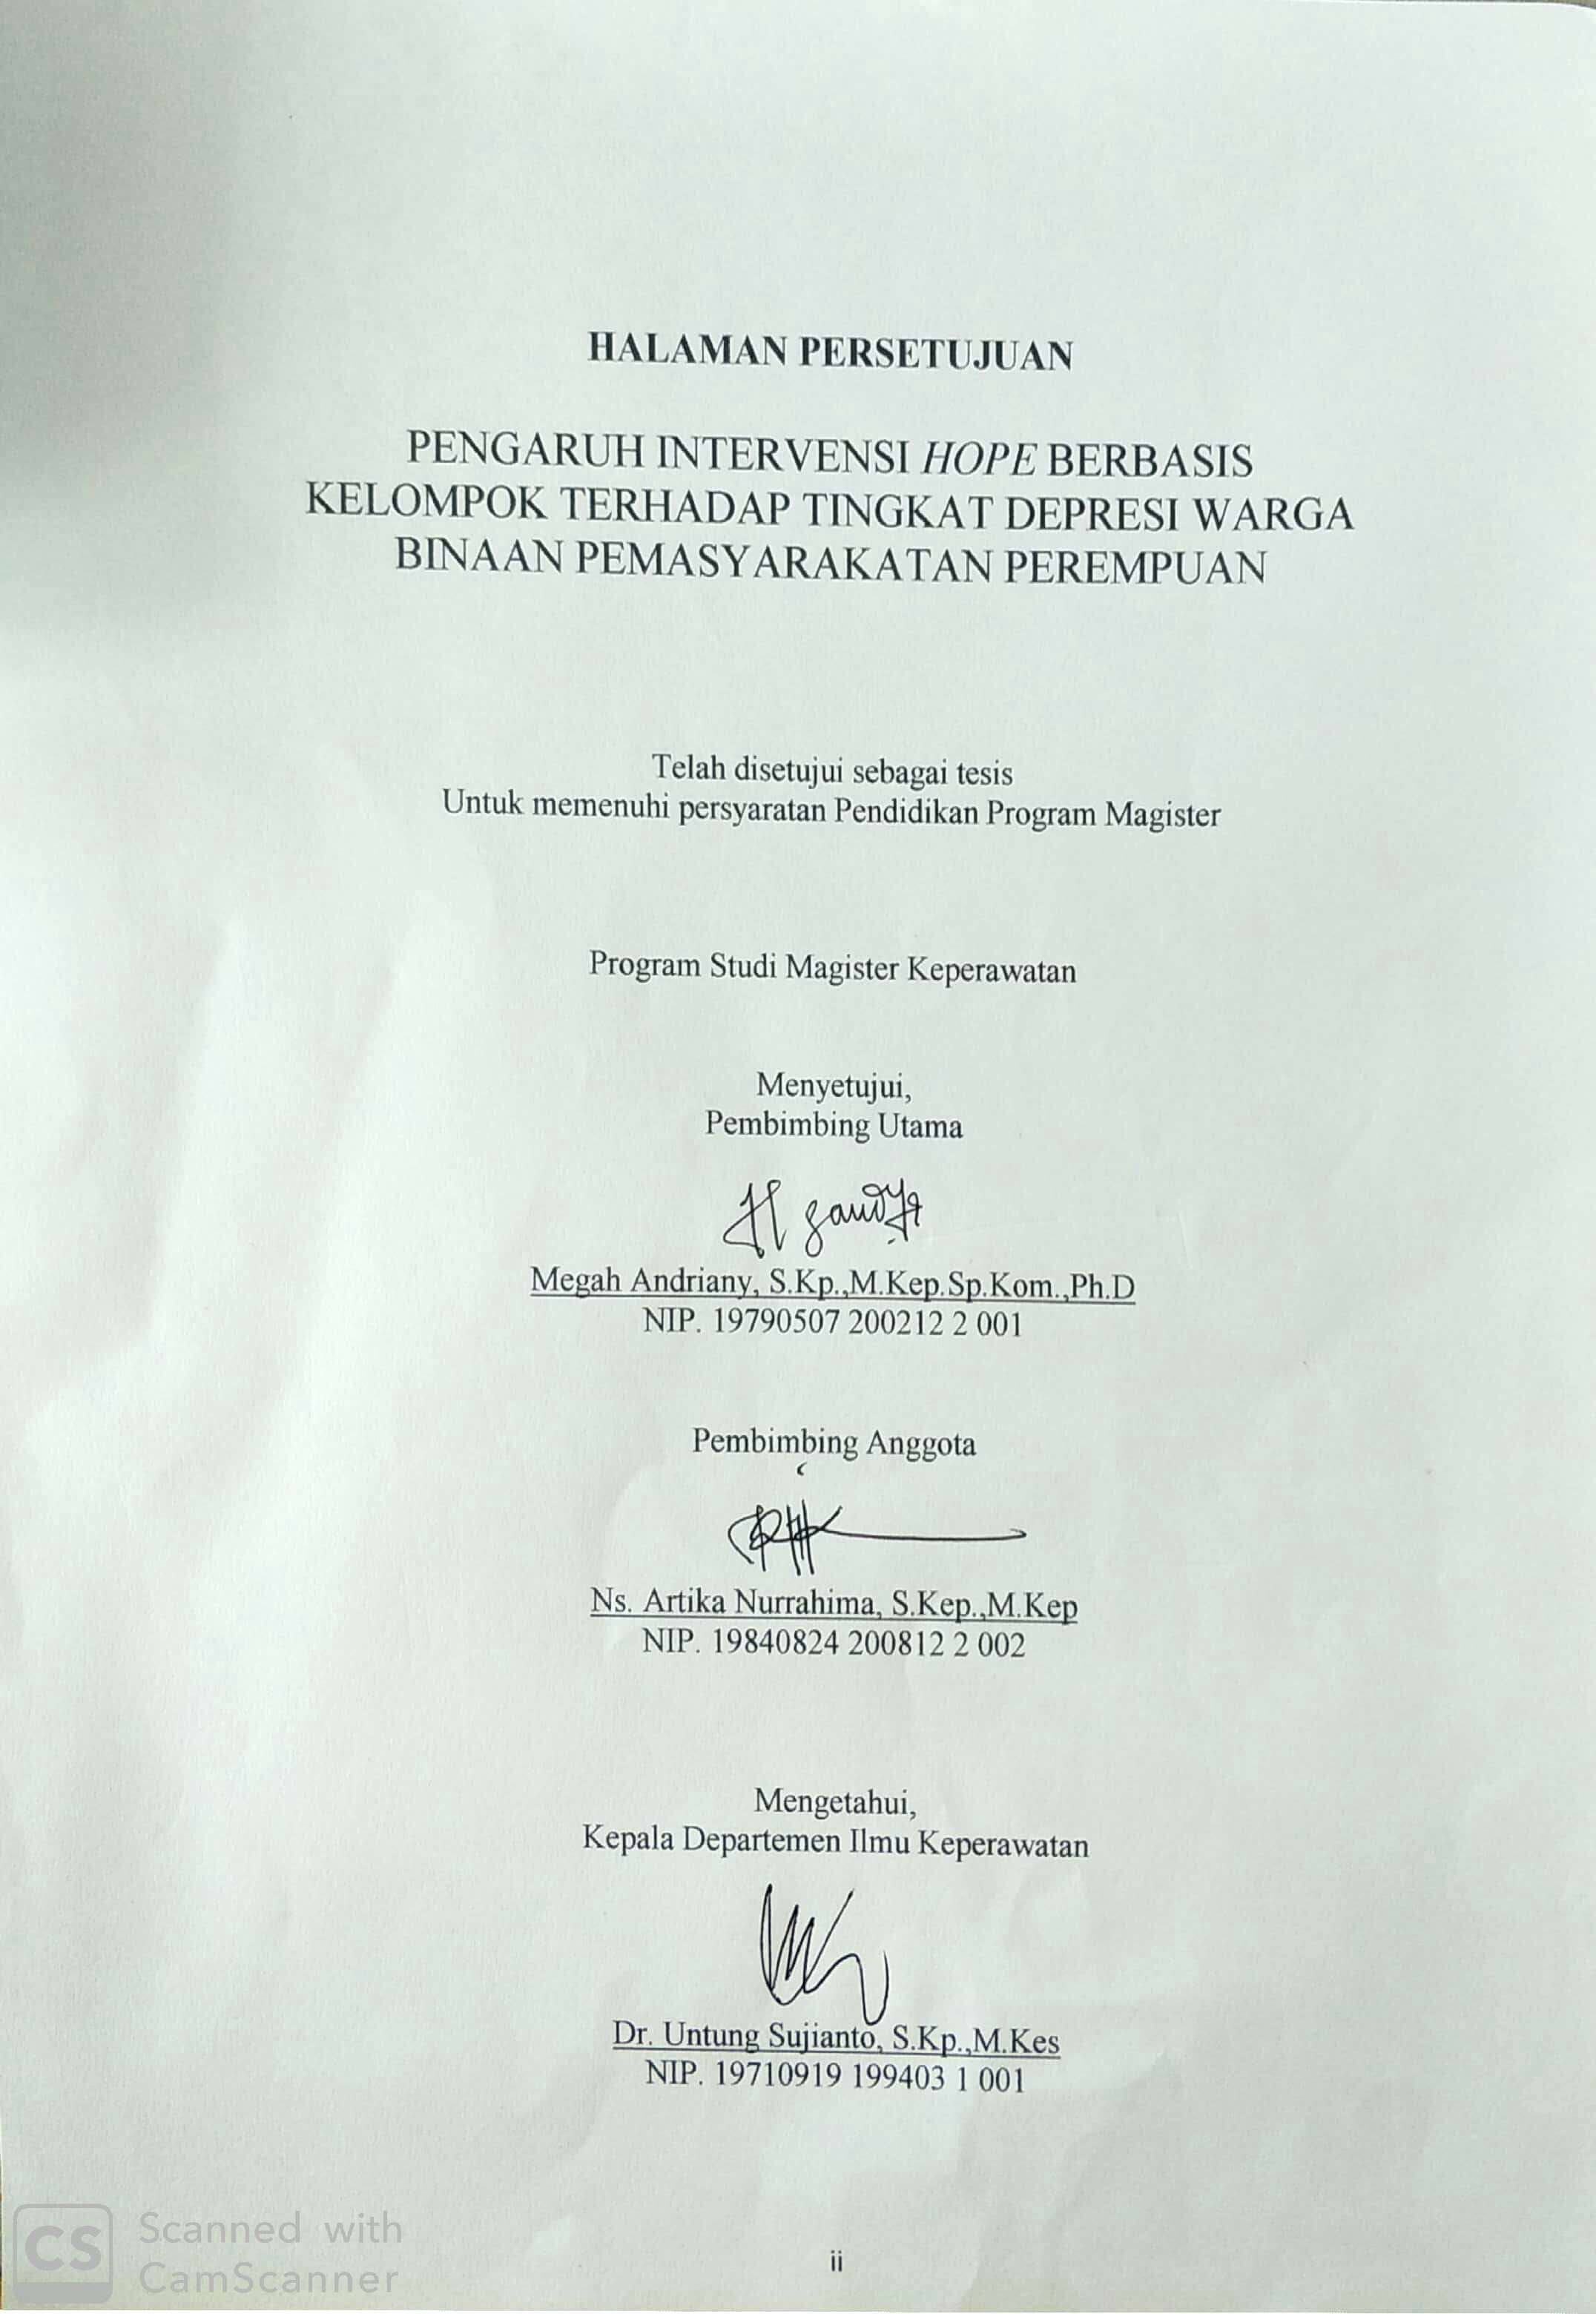 HALAMAN PERSETUJUAN
PENGARUH INTERVENSI HOPE BERBASIS
KELOMPOK TERHADAP TINGKAT DEPRESI WARGA
BINAAN PEMASYARAKATAN PEREMPUAN
Telah disetujui sebagai tesis
Untuk memenuhi persyaratan Pendidikan Program Magister
Program Studi Magister Keperawatan
Menyetujui,
Pembimbing Utama
Megah Andriany, S.Kp.,M.Kep.Sp.Kom.,Ph.D
NIP. 19790507 200212 2 001
Pembimbing Anggota
Ns. Artika Nurrahima, S.Kep.,M.Kep
NIP. 19840824 200812 2 002
Mengetahui,
Kepala Departemen Ilmu Keperawatan
Dr. Untung Sujianto, S.Kp.,M.Kes
NIP. 19710919 199403 1 001
ii
CS Scanned with
CamScanner